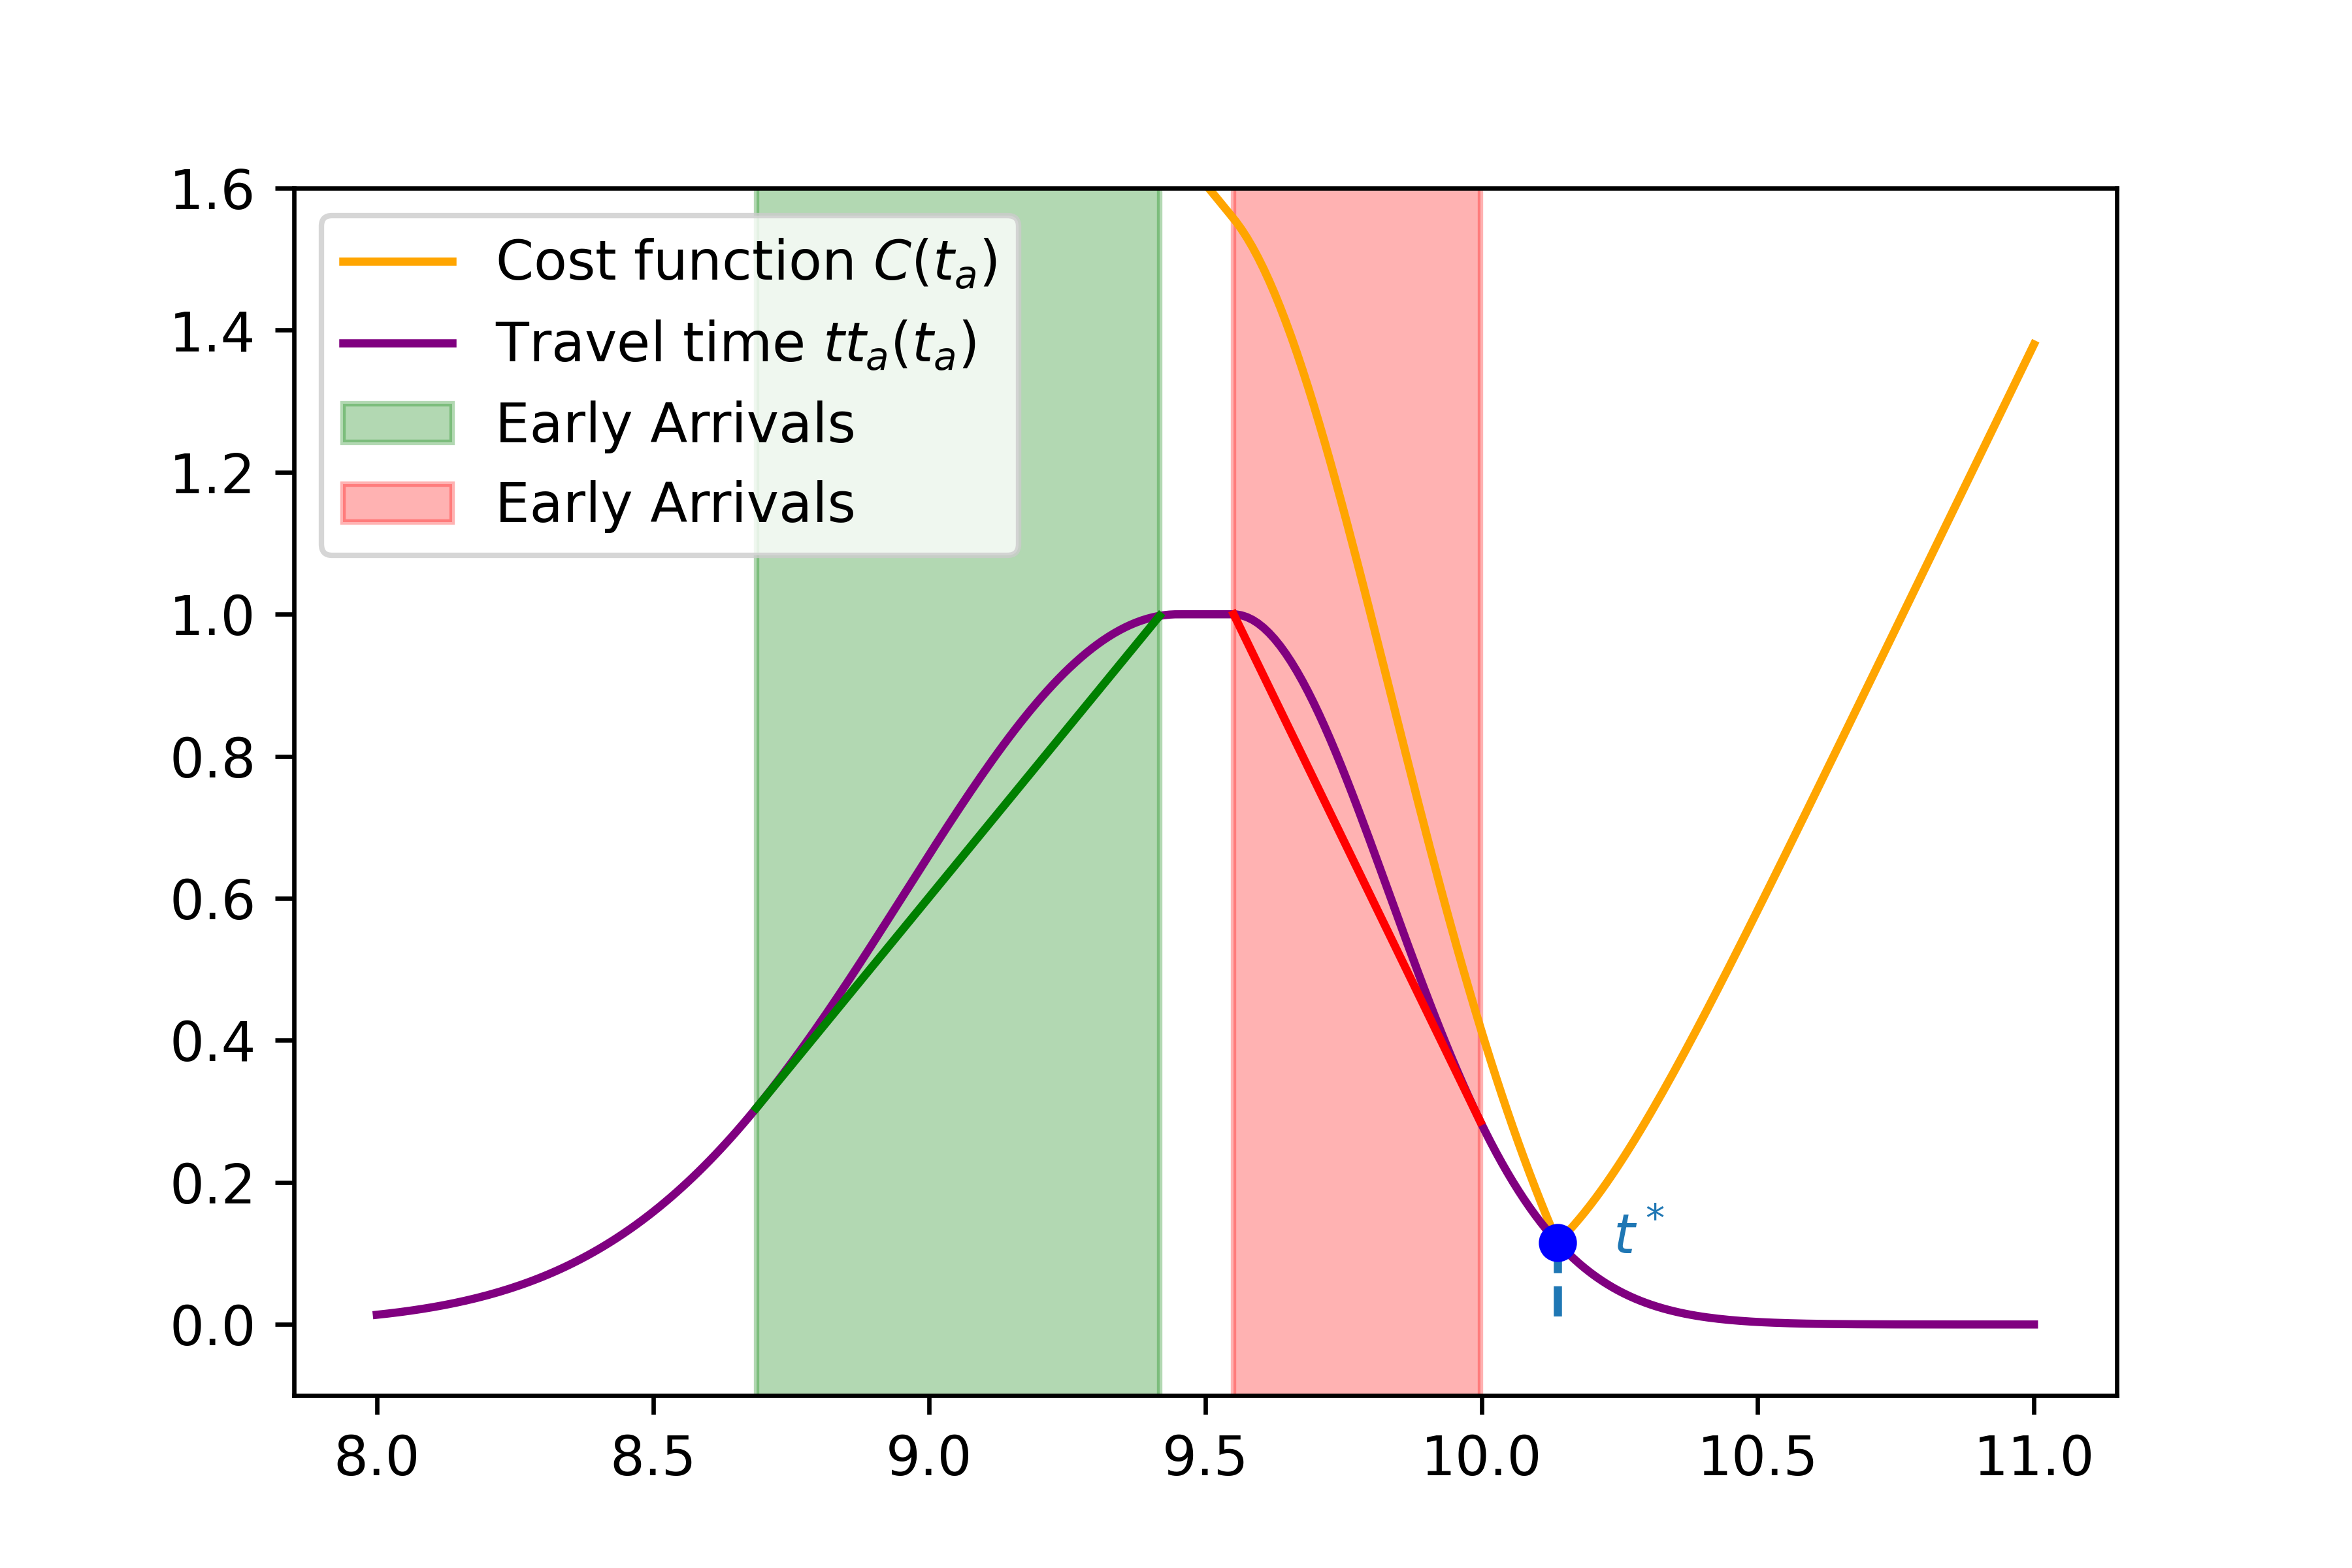 1.6
1.4
1.2
1.0
0.8
0.6
0.4
0.2
0.0
Cost function C(tₐ)
Travel time ttₐ(tₐ)
Early Arrivals
Early Arrivals
t*
8.0 8.5 9.0 9.5 10.0 10.5 11.0